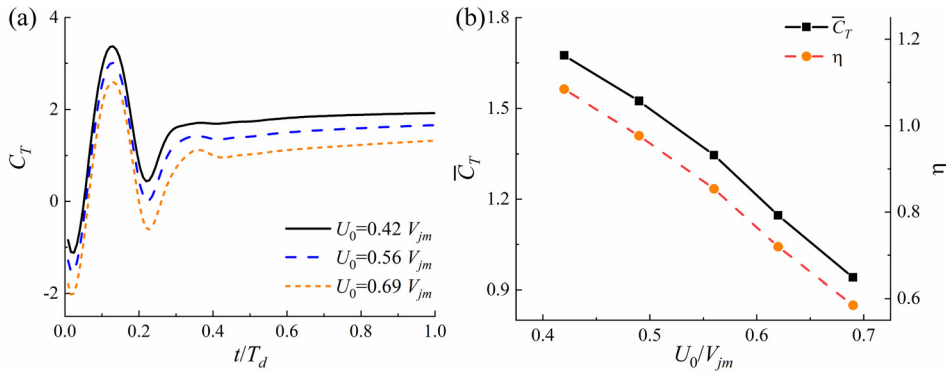 (a)
4
2
0
-2
C_T
0.0 0.2 0.4 0.6 0.8 1.0
t/T_d
U_0=0.42 V_jm
U_0=0.56 V_jm
U_0=0.69 V_jm
(b)
1.8
1.5
1.2
0.9
C̅_T
0.4 0.5 0.6 0.7
U_0/V_jm
C̅_T
η
1.2
1.0
0.8
0.6
η